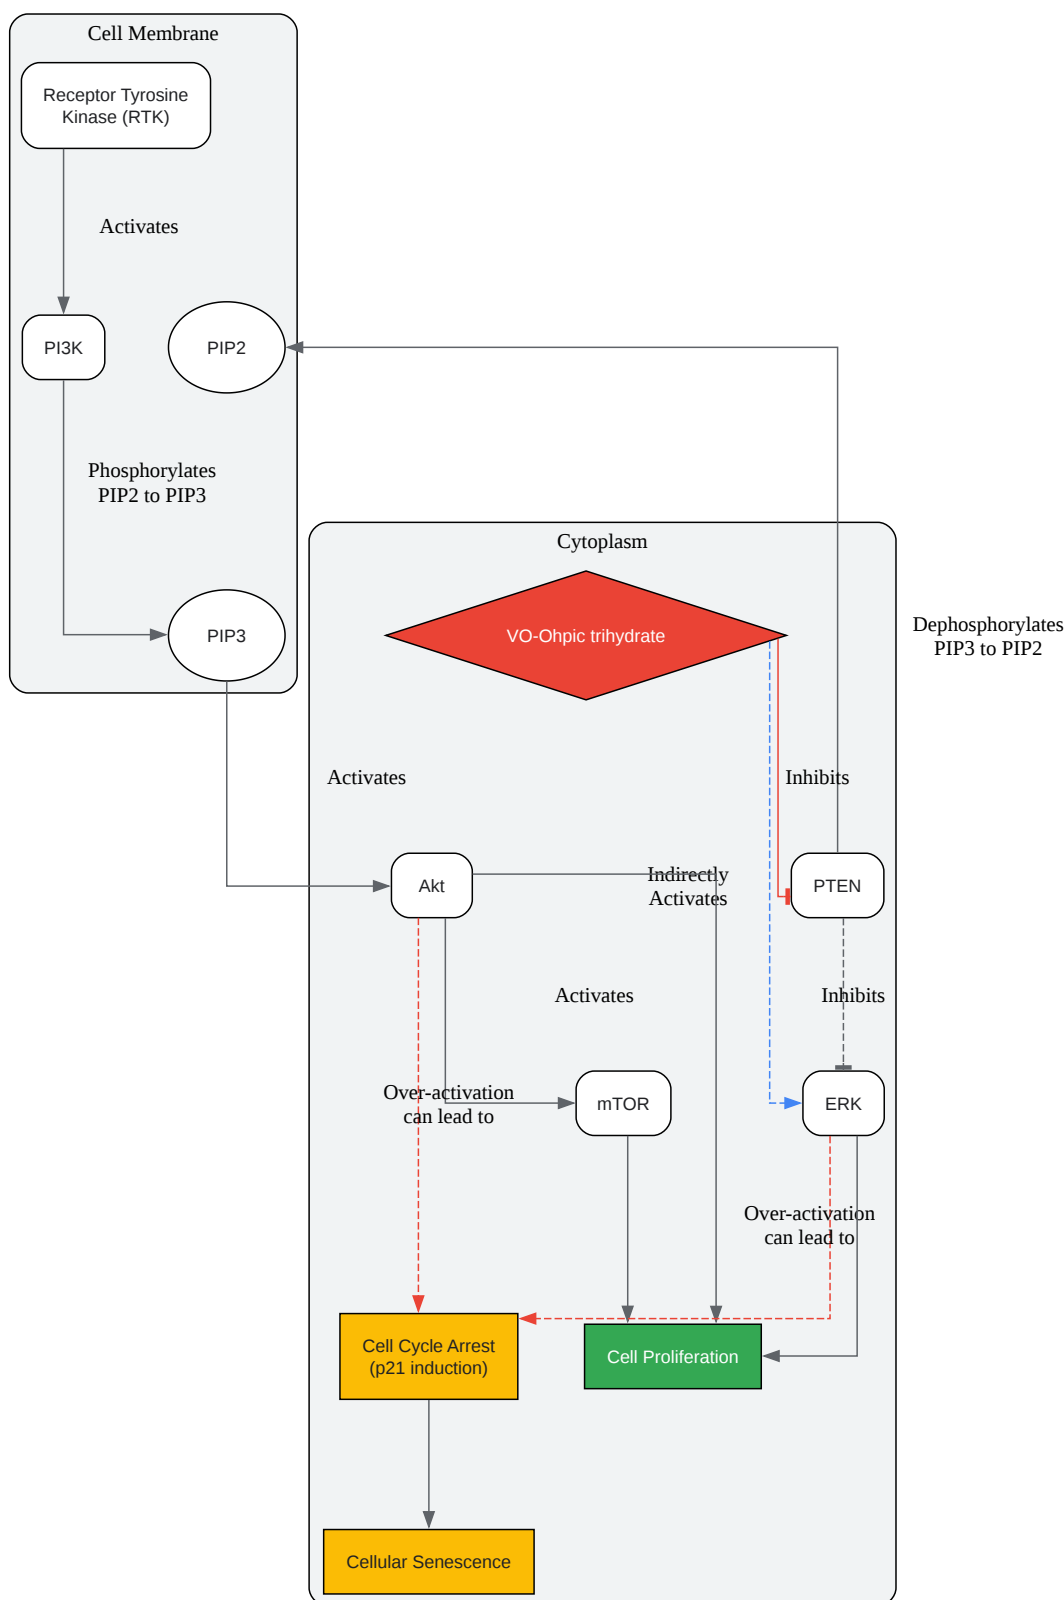 Cell Membrane
Receptor Tyrosine
Kinase (RTK)
Activates
PI3K
PIP2
Phosphorylates
PIP2 to PIP3
PIP3
Cytoplasm
VO-Ohpic trihydrate
Dephosphorylates
PIP3 to PIP2
Activates
Inhibits
Akt
Indirectly
Activates
PTEN
Activates
Inhibits
Over-activation
can lead to
mTOR
ERK
Over-activation
can lead to
Cell Cycle Arrest
(p21 induction)
Cell Proliferation
Cellular Senescence